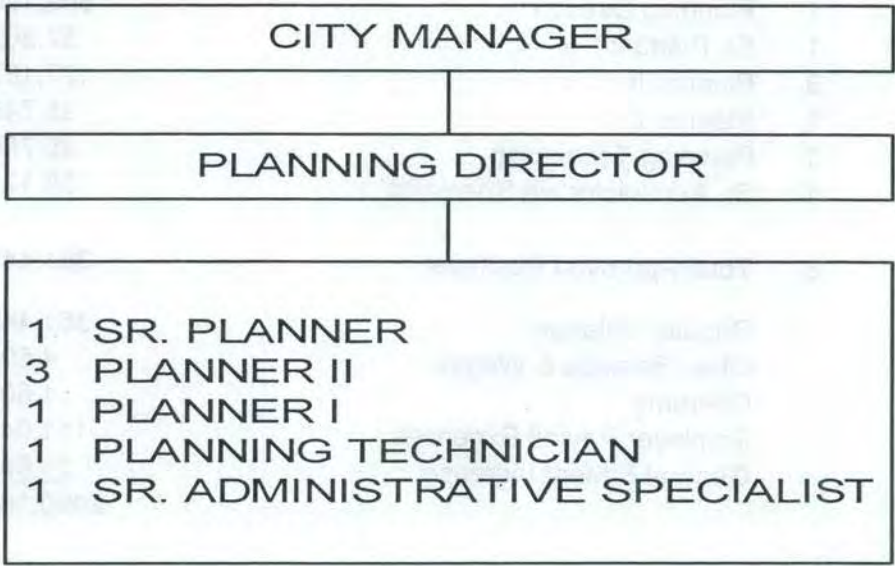 CITY MANAGER
PLANNING DIRECTOR
1 SR. PLANNER
3 PLANNER II
1 PLANNER I
1 PLANNING TECHNICIAN
1 SR. ADMINISTRATIVE SPECIALIST